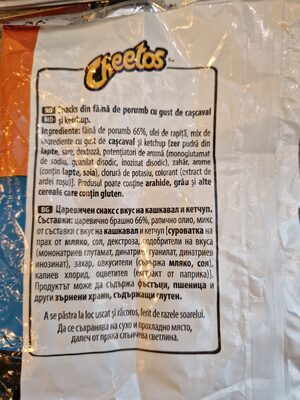 Cheetos
RO Snacks din făină de porumb cu gust de cașcaval
MD și ketchup.
Ingrediente: făină de porumb 66%, ulei de rapiță, mix de
ingrediente cu gust de cașcaval și ketchup [zer pudră din
lapte, sare, dextroză, potențiatori de aromă (monoglutamat
de sodiu, guanilat disodic, inozinat disodic), zahăr, arome
(conțin lapte, soia), clorură de potasiu, colorant (extract de
ardei roșu)]. Produsul poate conține arahide, grâu și alte
cereale care conțin gluten.
BG Царевичен снакс с вкус на кашкавал и кетчуп.
Съставки: царевично брашно 66%, рапично олио, микс
от съставки с вкус на кашкавал и кетчуп [суроватка на
прах от мляко, сол, декстроза, подобрители на вкуса
(мононатриев глутамат, динатриев гуанилат, динатриев
инозинат), захар, овкусители (съдържа мляко, соя),
калиев хлорид, оцветител (екстракт от паприка)].
Продуктът може да съдържа фъстъци, пшеница и
други зърнени храни, съдържащи глутен.
A se păstra la loc uscat și răcoros, ferit de razele soarelui.
Да се съхранява на сухо и прохладно място,
далеч от пряка слънчева светлина.